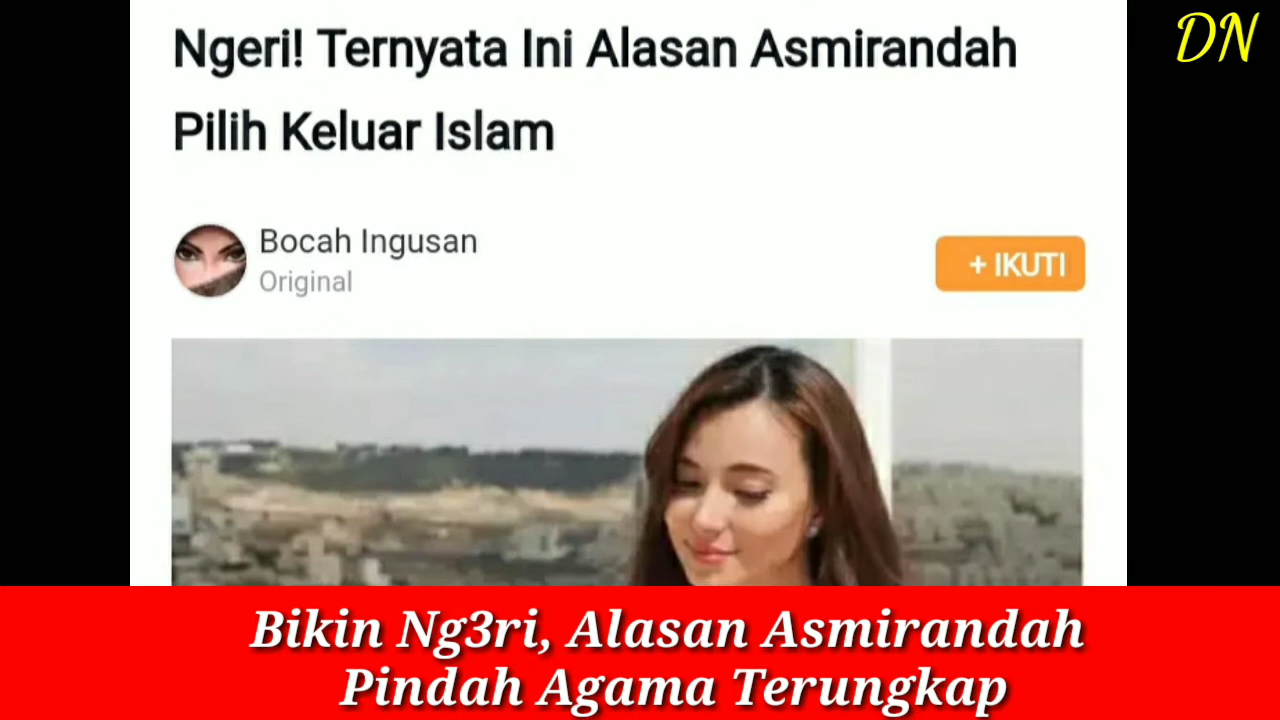 DN
Ngeri! Ternyata Ini Alasan Asmirandah
Pilih Keluar Islam
Bocah Ingusan
Original
+ IKUTI
Bikin Ng3ri, Alasan Asmirandah
Pindah Agama Terungkap